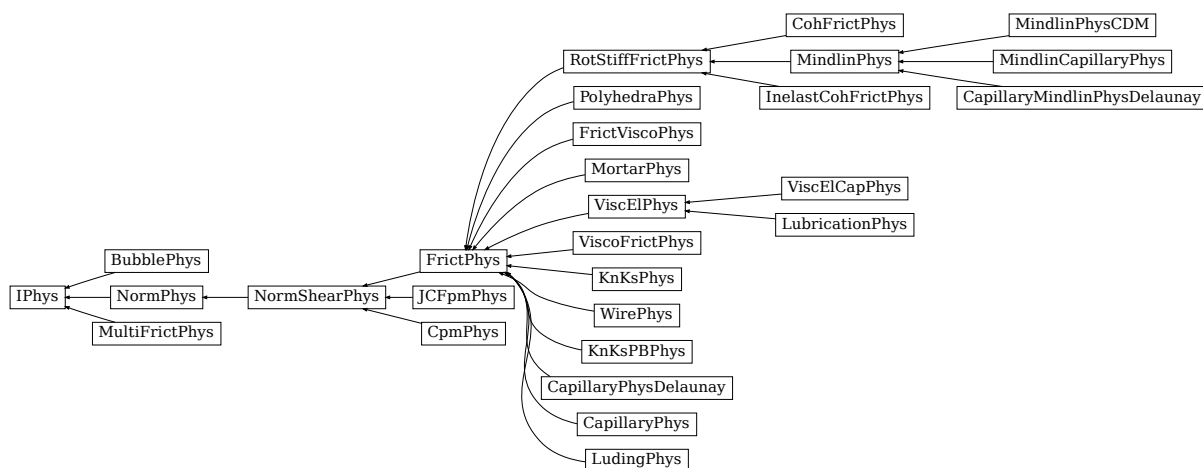 CohFrictPhys
MindlinPhysCDM
RotStiffFrictPhys
MindlinPhys
MindlinCapillaryPhys
PolyhedraPhys
InelastCohFrictPhys
CapillaryMindlinPhysDelaunay
FrictViscoPhys
MortarPhys
ViscElPhys
ViscElCapPhys
LubricationPhys
ViscoFrictPhys
BubblePhys
FrictPhys
KnKsPhys
IPhys
NormPhys
NormShearPhys
JCFpmPhys
WirePhys
MultiFrictPhys
CpmPhys
KnKsPBPhys
CapillaryPhysDelaunay
CapillaryPhys
LudingPhys